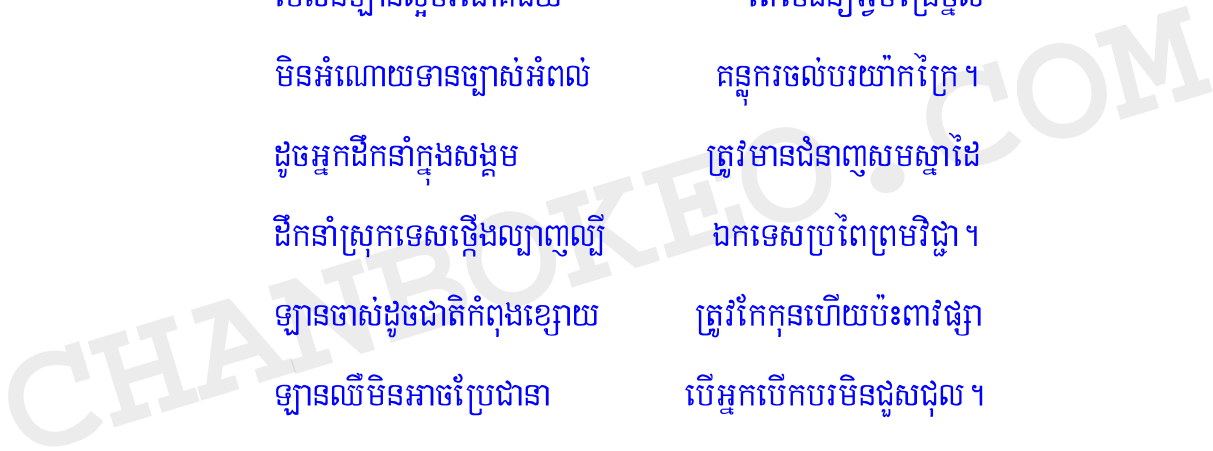 មិនអំណោយទានច្បាស់អំពល់ គន្លុករចល់បរយ៉ាកក្រៃ។
ដូចអ្នកដឹកនាំក្នុងសង្គម ត្រូវមានជំនាញសមស្នាដៃ
ដឹកនាំស្រុកទេសថ្កើងល្បាញល្បី ឯកទេសប្រពៃព្រមវិជ្ជា។
ឡានចាស់ដូចជាតិកំពុងខ្សោយ ត្រូវកែកុនហើយប៉ះពាវផ្សា
ឡានឈឺមិនអាចប្រែជានា បើអ្នកបើកបរមិនជួសជុល។
CHANBOKEO.COM